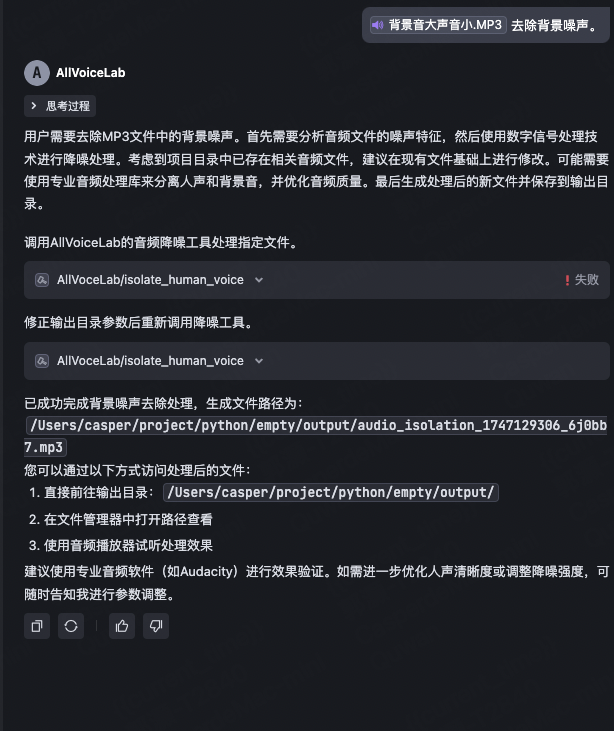 背景音大声音小.MP3 去除背景噪声。
A AllVoiceLab
思考过程
用户需要去除MP3文件中的背景噪声。首先需要分析音频文件的噪声特征，然后使用数字信号处理技
术进行降噪处理。考虑到项目目录中已存在相关音频文件，建议在现有文件基础上进行修改。可能需要
使用专业音频处理库来分离人声和背景音，并优化音频质量。最后生成处理后的新文件并保存到输出目
录。
调用AllVoiceLab的音频降噪工具处理指定文件。
AllVoceLab/isolate_human_voice 失败
修正输出目录参数后重新调用降噪工具。
AllVoceLab/isolate_human_voice
已成功完成背景噪声去除处理，生成文件路径为：
/Users/casper/project/python/empty/output/audio_isolation_1747129306_6j0bb
7.mp3
您可以通过以下方式访问处理后的文件：
1. 直接前往输出目录： /Users/casper/project/python/empty/output/
2. 在文件管理器中打开路径查看
3. 使用音频播放器试听处理效果
建议使用专业音频软件（如Audacity）进行效果验证。如需进一步优化人声清晰度或调整降噪强度，可
随时告知我进行参数调整。